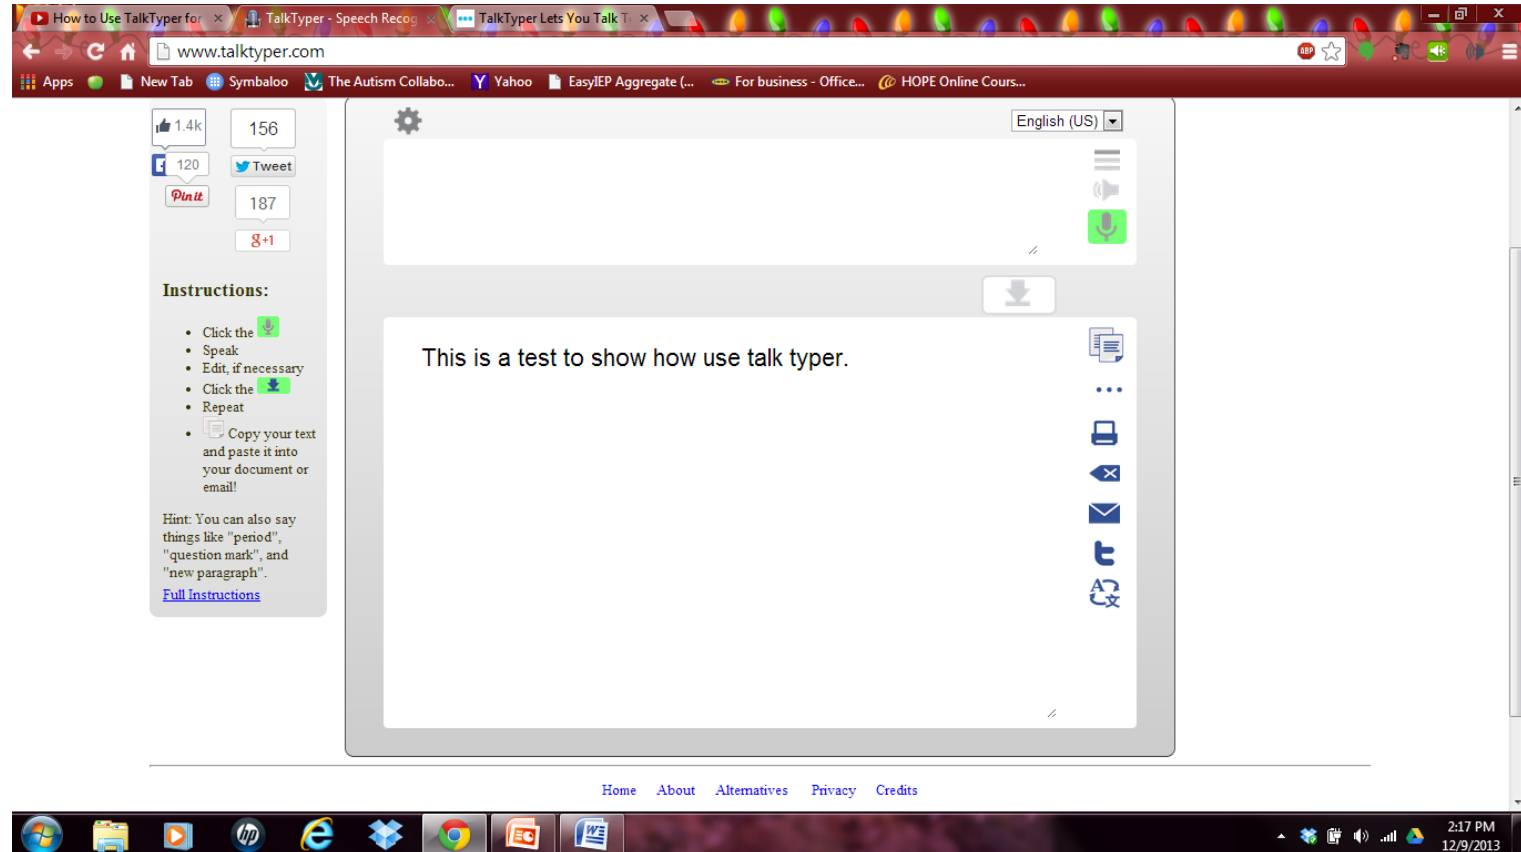 How to Use TalkTyper for
TalkTyper - Speech Recog
TalkTyper Lets You Talk T
www.talktyper.com
ABP
Apps
New Tab
Symbaloo
The Autism Collabo...
Yahoo
EasyIEP Aggregate (...
For business - Office...
HOPE Online Cours...
1.4k
156
120
Tweet
Pin it
187
g+1
English (US)
Instructions:
Click the
Speak
Edit, if necessary
Click the
Repeat
Copy your text
and paste it into
your document or
email!
Hint: You can also say
things like "period",
"question mark", and
"new paragraph".
Full Instructions
This is a test to show how use talk typer.
Home About Alternatives Privacy Credits
2:17 PM
12/9/2013